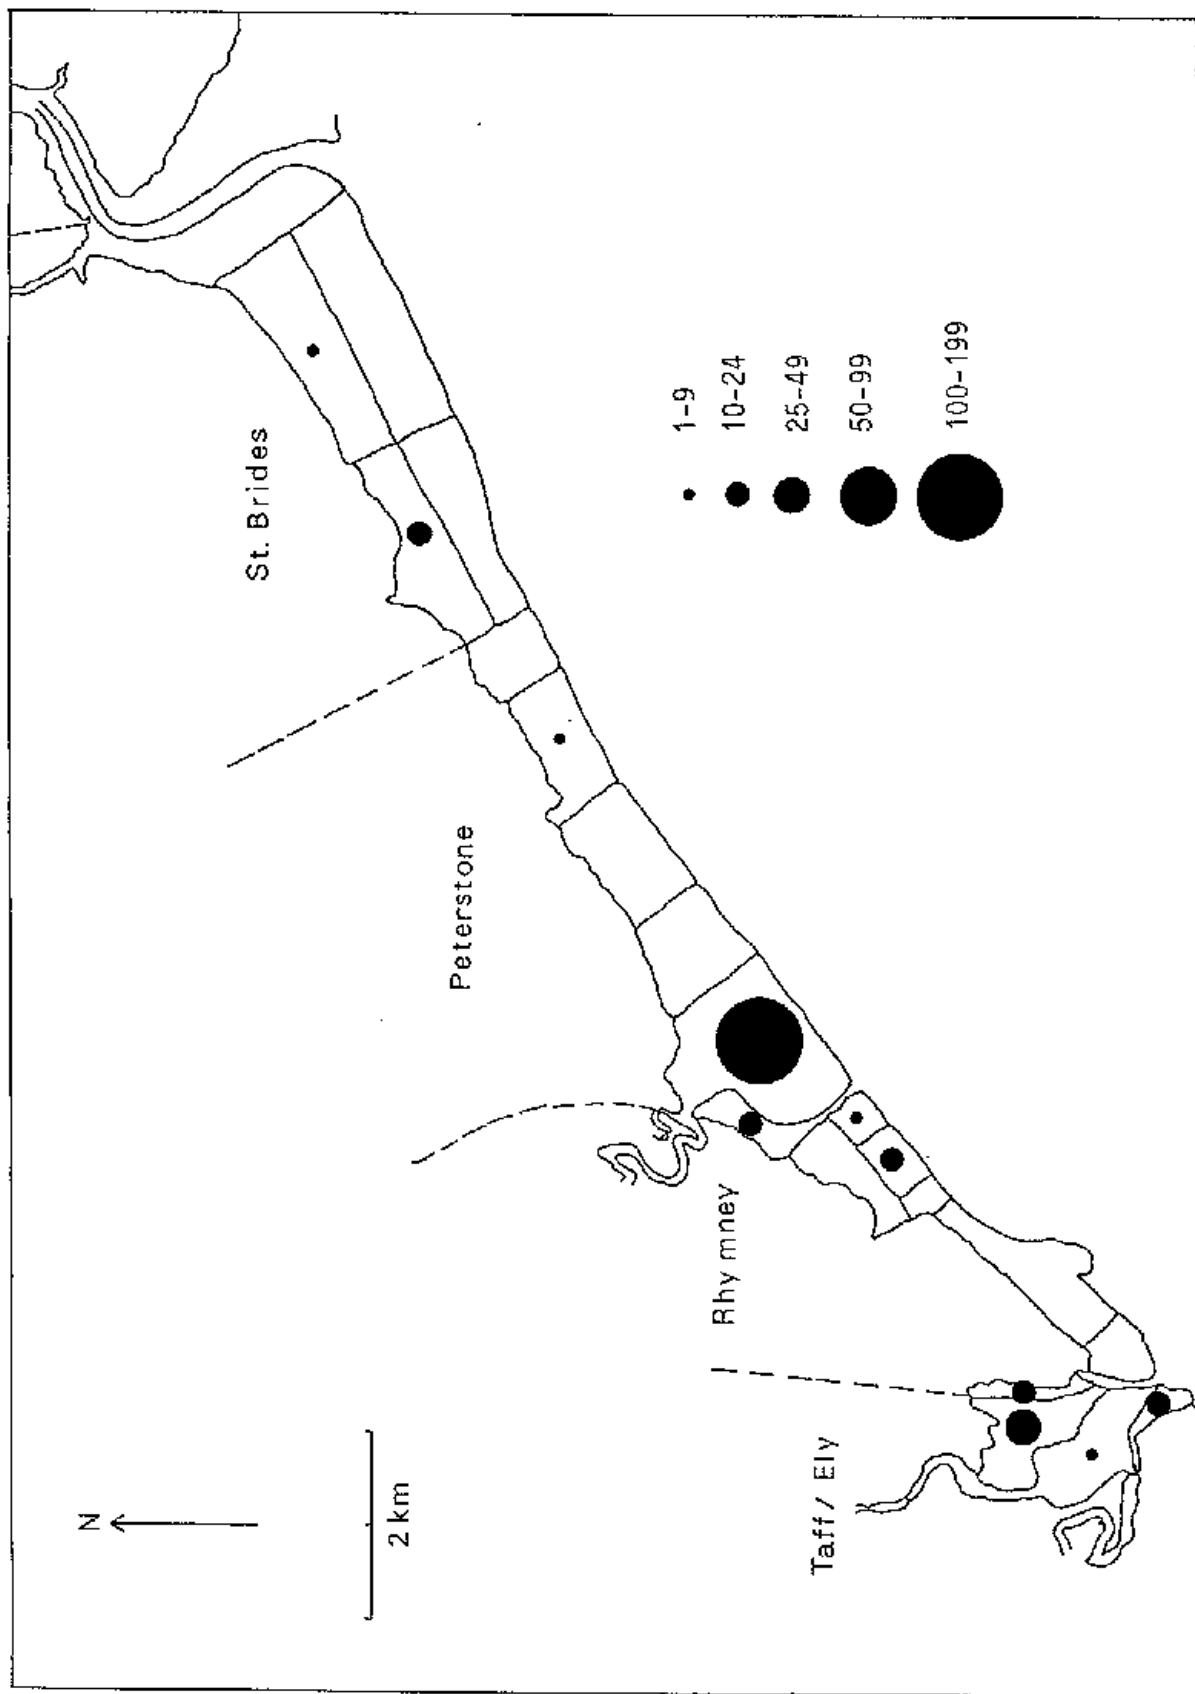 St. Brides
Peterstone
Rhymney
Taff / Ely
1-9
10-24
25-49
50-99
100-199
N
2 km